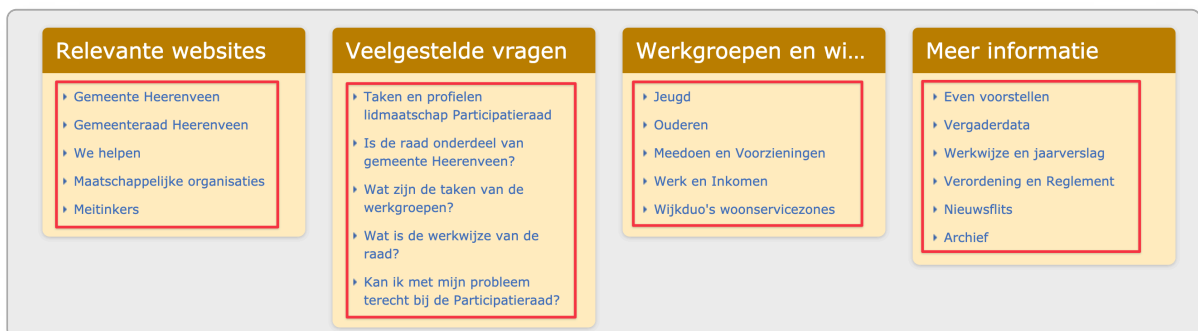 Relevante websites
Gemeente Heerenveen
Gemeenteraad Heerenveen
We helpen
Maatschappelijke organisaties
Meitinkers
Veelgestelde vragen
Taken en profielen
lidmaatschap Participatieraad
Is de raad onderdeel van
gemeente Heerenveen?
Wat zijn de taken van de
werkgroepen?
Wat is de werkwijze van de
raad?
Kan ik met mijn probleem
terecht bij de Participatieraad?
Werkgroepen en wi...
Jeugd
Ouderen
Meedoen en Voorzieningen
Werk en Inkomen
Wijkduo's woonservicezones
Meer informatie
Even voorstellen
Vergaderdata
Werkwijze en jaarverslag
Verordening en Reglement
Nieuwsflits
Archief